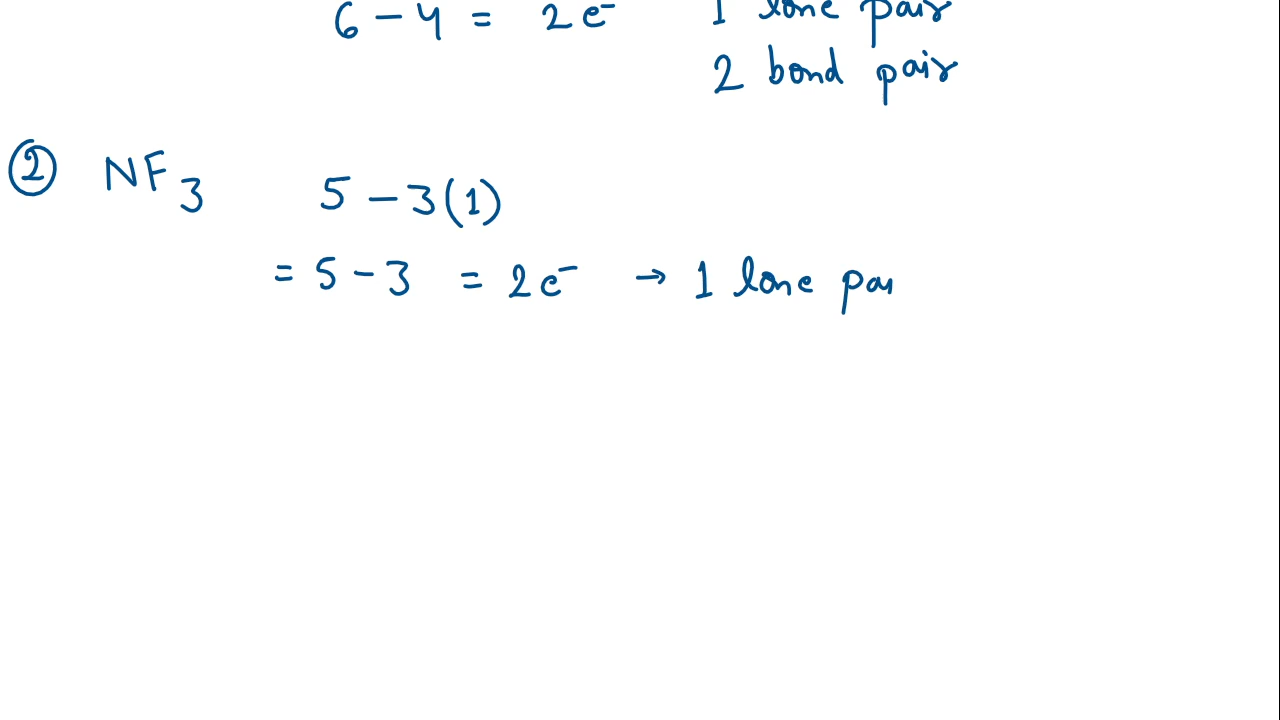 6 - 4 = 2e⁻ 1 lone pair
2 bond pair
② NF₃ 5 - 3(1)
= 5 - 3 = 2e⁻ → 1 lone pai